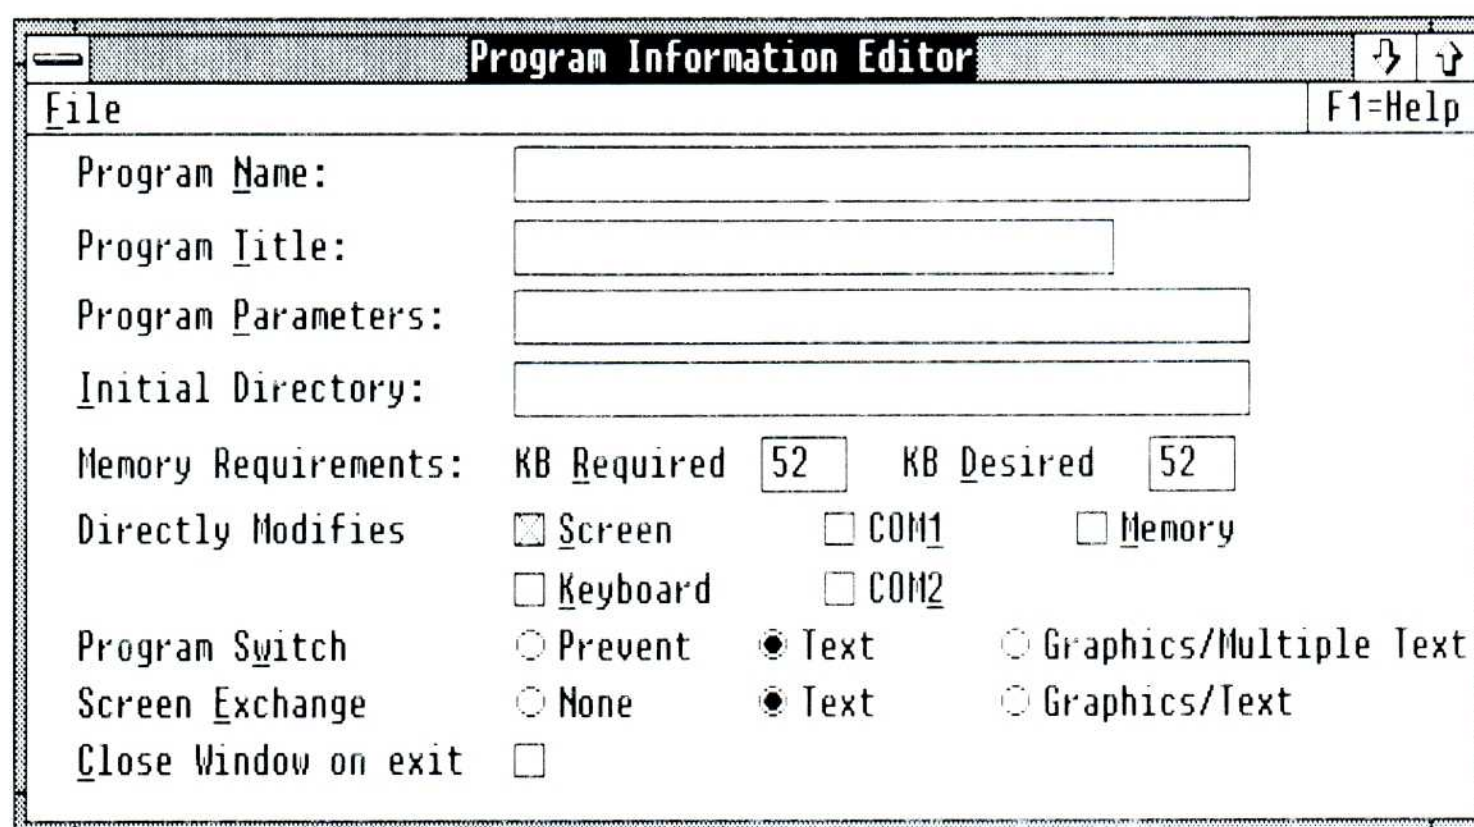 Program Information Editor
File F1=Help
Program Name:
Program Title:
Program Parameters:
Initial Directory:
Memory Requirements: KB Required 52 KB Desired 52
Directly Modifies Screen COM1 Memory
Keyboard COM2
Program Switch Prevent Text Graphics/Multiple Text
Screen Exchange None Text Graphics/Text
Close Window on exit